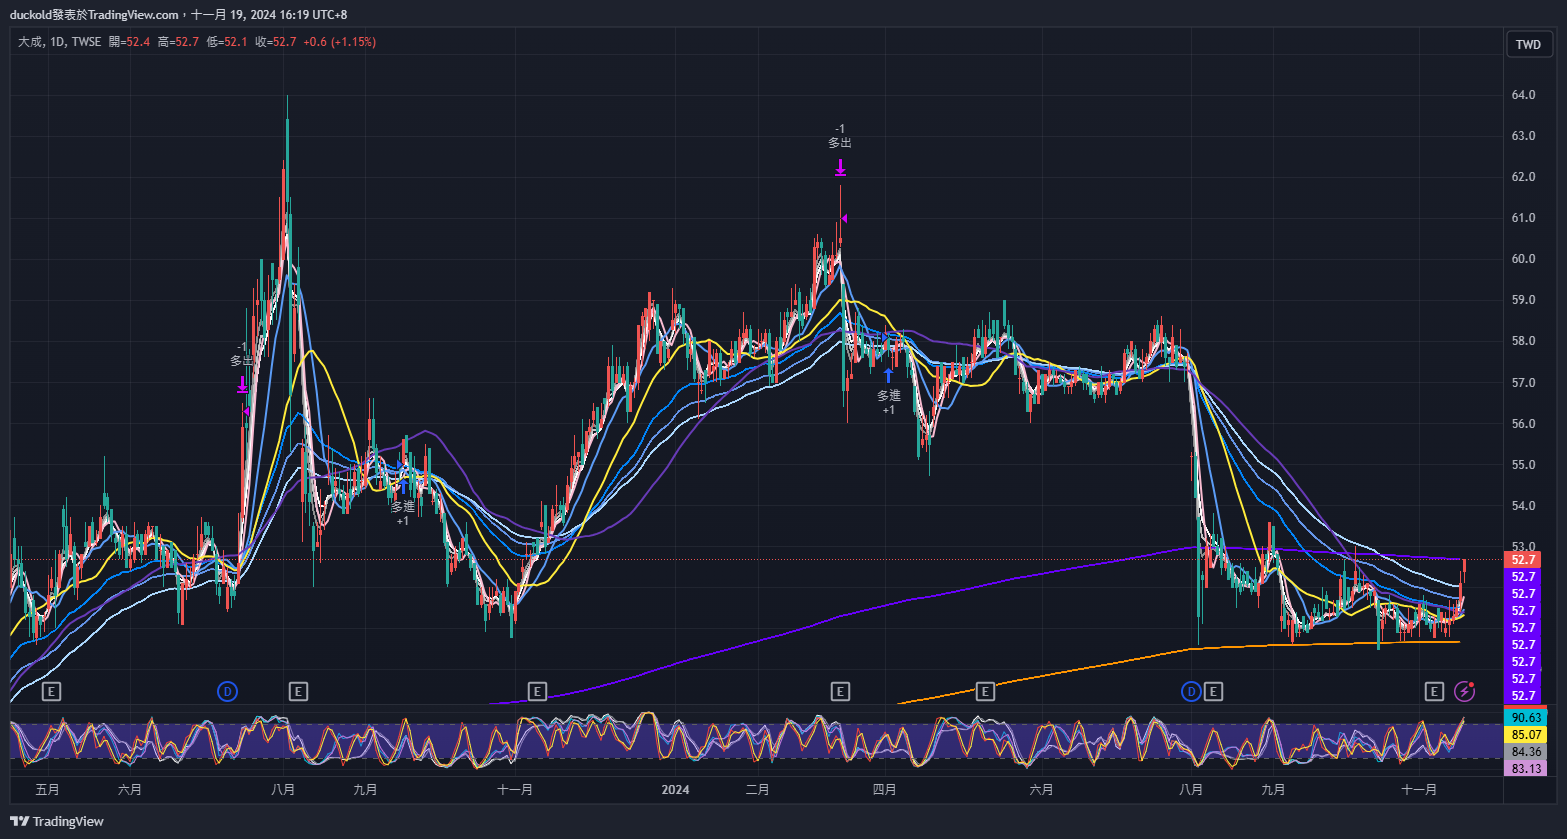 duckold發表於TradingView.com，十一月 19, 2024 16:19 UTC+8
大成, 1D, TWSE 開=52.4 高=52.7 低=52.1 收=52.7 +0.6 (+1.15%)
TWD
64.0
63.0
62.0
61.0
60.0
59.0
58.0
57.0
56.0
55.0
54.0
53.0
52.7
52.7
52.7
52.7
52.7
52.7
52.7
52.7
52.7
-1
多出
-1
多出
多進
+1
多進
+1
E D E E E E D E E
90.63
85.07
84.36
83.13
五月 六月 八月 九月 十一月 2024 二月 四月 六月 八月 九月 十一月
TradingView